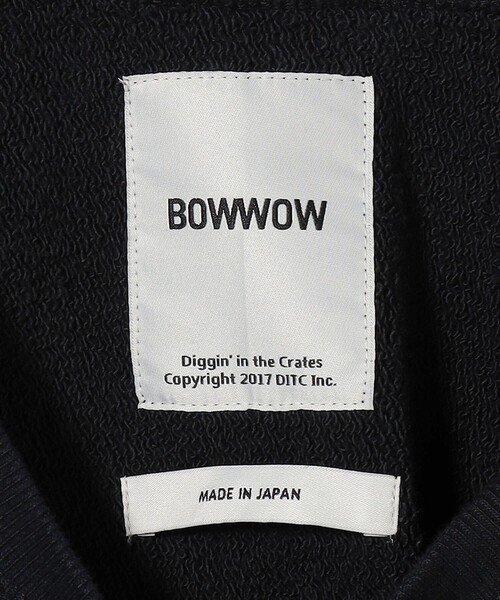 BOWWOW
Diggin' in the Crates
Copyright 2017 DITC Inc.
MADE IN JAPAN